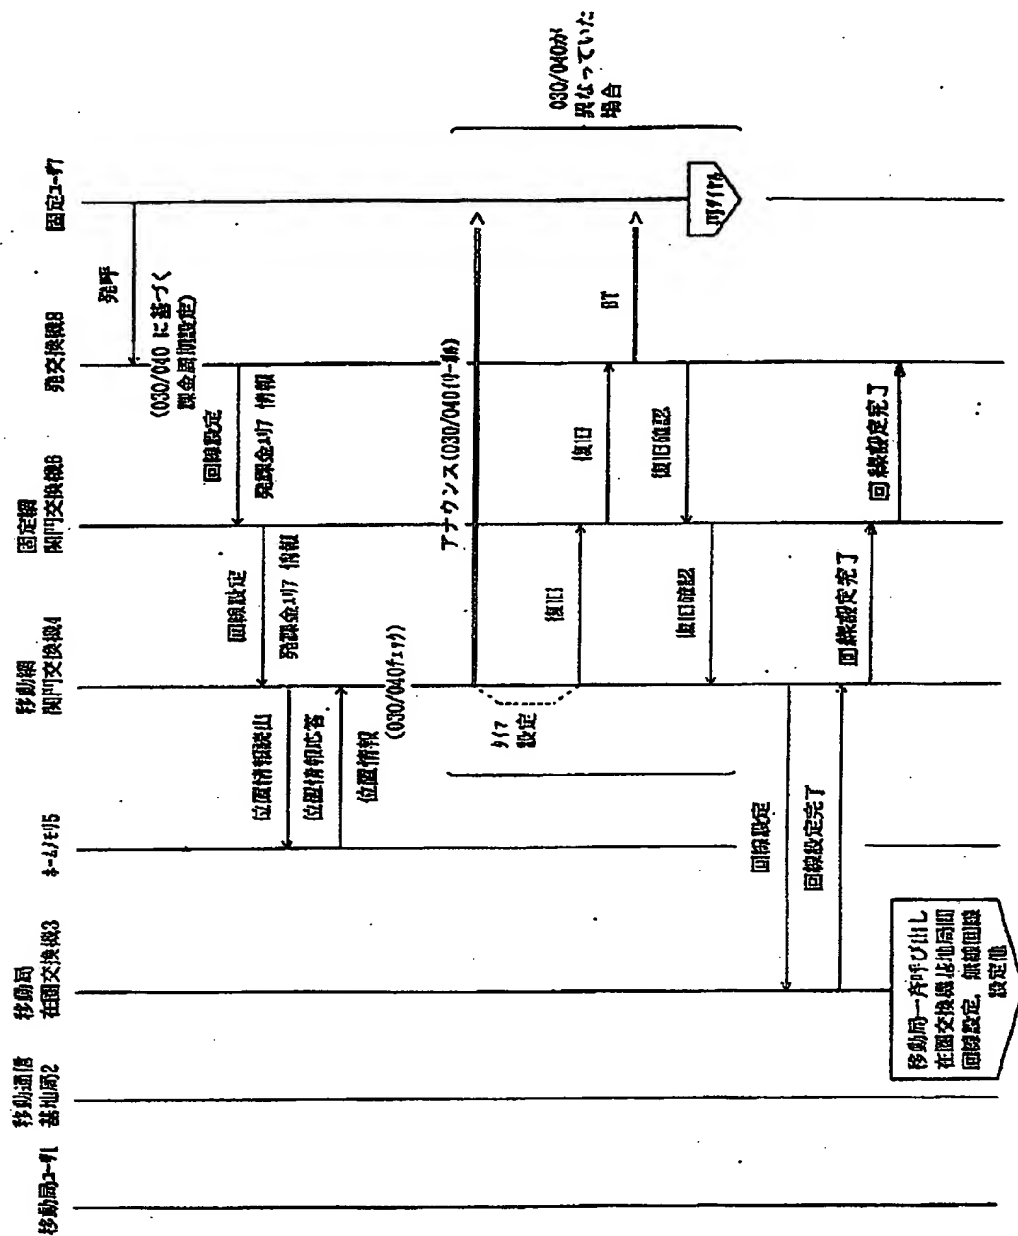 移動局ユーザ1
移動通信
基地局2
移動局
在圏交換機3
ホームメモリ5
移動網
関門交換機4
固定網
関門交換機6
発交換機8
固定ユーザ7
発呼
(030/040 に基づく
課金周期設定)
回線設定
発課金エリア 情報
回線設定
発課金エリア 情報
位置情報読出
位置情報応答
位置情報
(030/040チェック)
アナウンス(030/040ｲﾘｰｶﾞﾙ)
タイマ
設定
復旧
復旧
BT
復旧確認
復旧確認
再ダイヤル
030/040が
異なっていた
場合
回線設定
回線設定完了
回線設定完了
回線設定完了
移動局一斉呼び出し
在圏交換機基地局間
回線設定, 無線回線
設定他